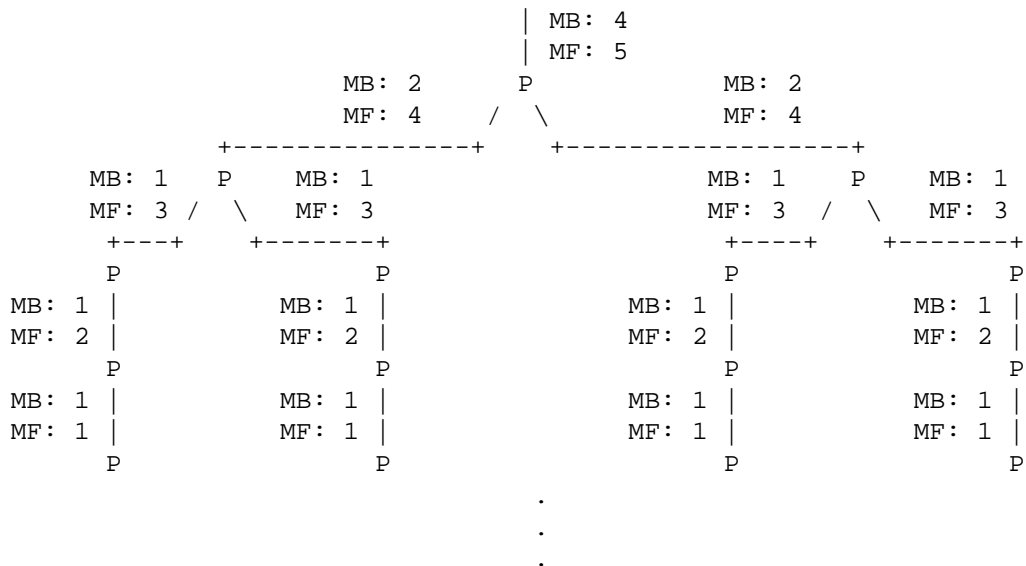 | MB: 4
                                 | MF: 5
                     MB: 2       P            MB: 2
                     MF: 4    /  \            MF: 4
             +---------------+    +------------------+
     MB: 1   P    MB: 1                      MB: 1    P    MB: 1
     MF: 3 /  \   MF: 3                      MF: 3  /  \   MF: 3
      +---+    +-------+                      +----+    +-------+
      P                P                      P                 P
MB: 1 |          MB: 1 |                MB: 1 |           MB: 1 |
MF: 2 |          MF: 2 |                MF: 2 |           MF: 2 |
      P                P                      P                 P
MB: 1 |          MB: 1 |                MB: 1 |           MB: 1 |
MF: 1 |          MF: 1 |                MF: 1 |           MF: 1 |
      P                P                      P                 P
                                 .
                                 .
                                 .